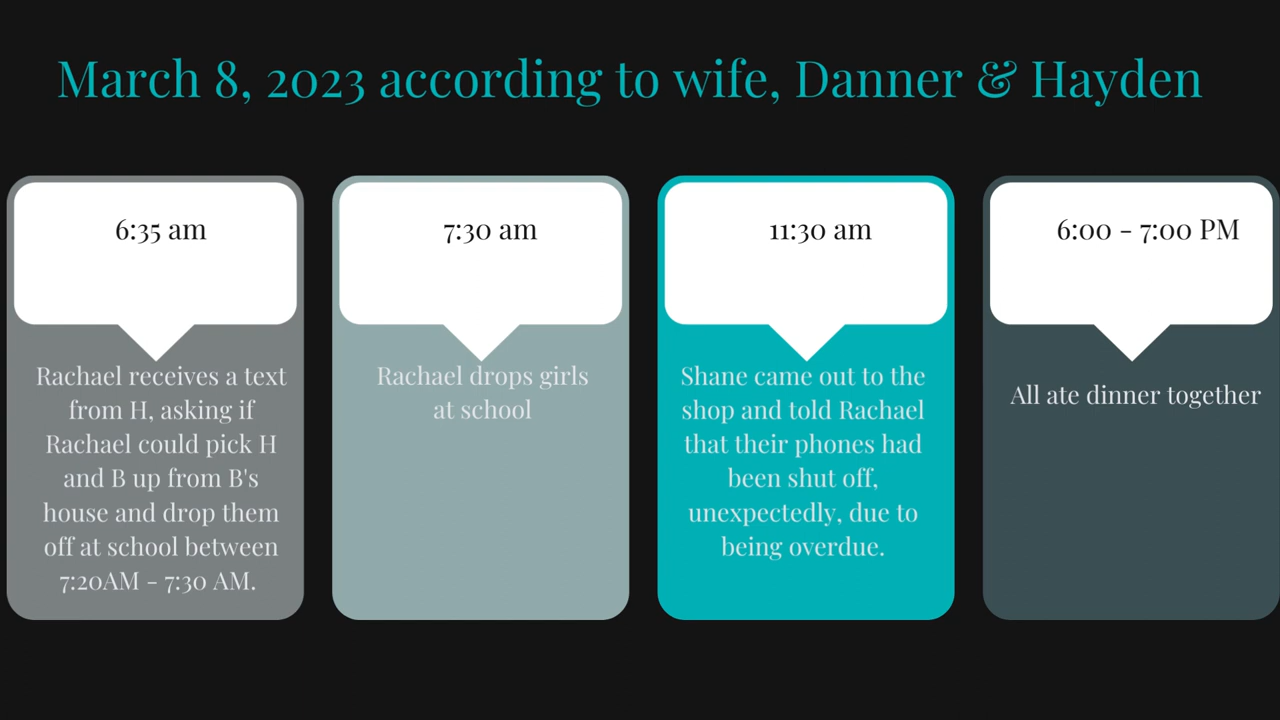 March 8, 2023 according to wife, Danner & Hayden
6:35 am
Rachael receives a text
from H, asking if
Rachael could pick H
and B up from B's
house and drop them
off at school between
7:20AM - 7:30 AM.
7:30 am
Rachael drops girls
at school
11:30 am
Shane came out to the
shop and told Rachael
that their phones had
been shut off,
unexpectedly, due to
being overdue.
6:00 - 7:00 PM
All ate dinner together